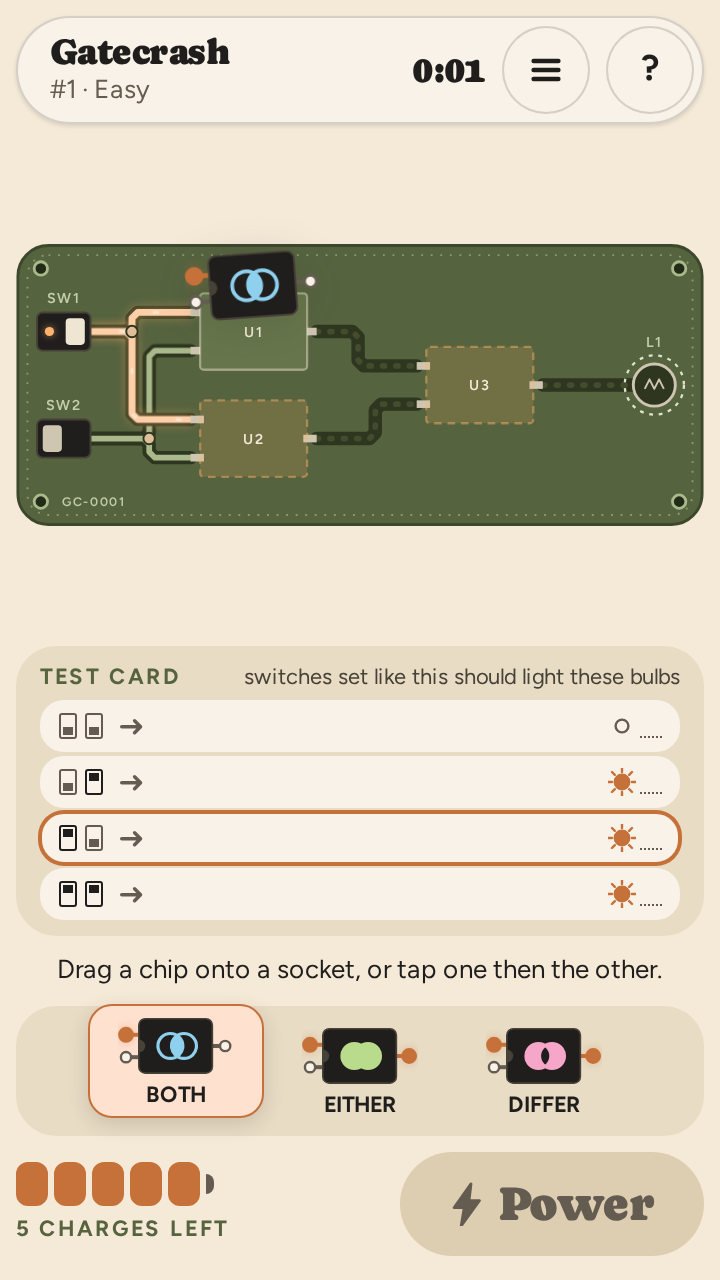 Gatecrash
#1 · Easy
0:01
?
SW1
U1
L1
U3
SW2
U2
GC-0001
TEST CARD
switches set like this should light these bulbs
Drag a chip onto a socket, or tap one then the other.
BOTH
EITHER
DIFFER
5 CHARGES LEFT
Power